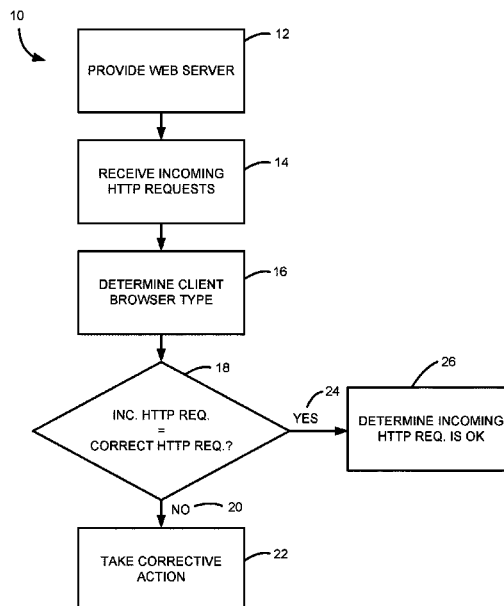 10
12
PROVIDE WEB SERVER
14
RECEIVE INCOMING
HTTP REQUESTS
16
DETERMINE CLIENT
BROWSER TYPE
18
INC. HTTP REQ.
=
CORRECT HTTP REQ.?
24
YES
26
DETERMINE INCOMING
HTTP REQ. IS OK
NO
20
22
TAKE CORRECTIVE
ACTION